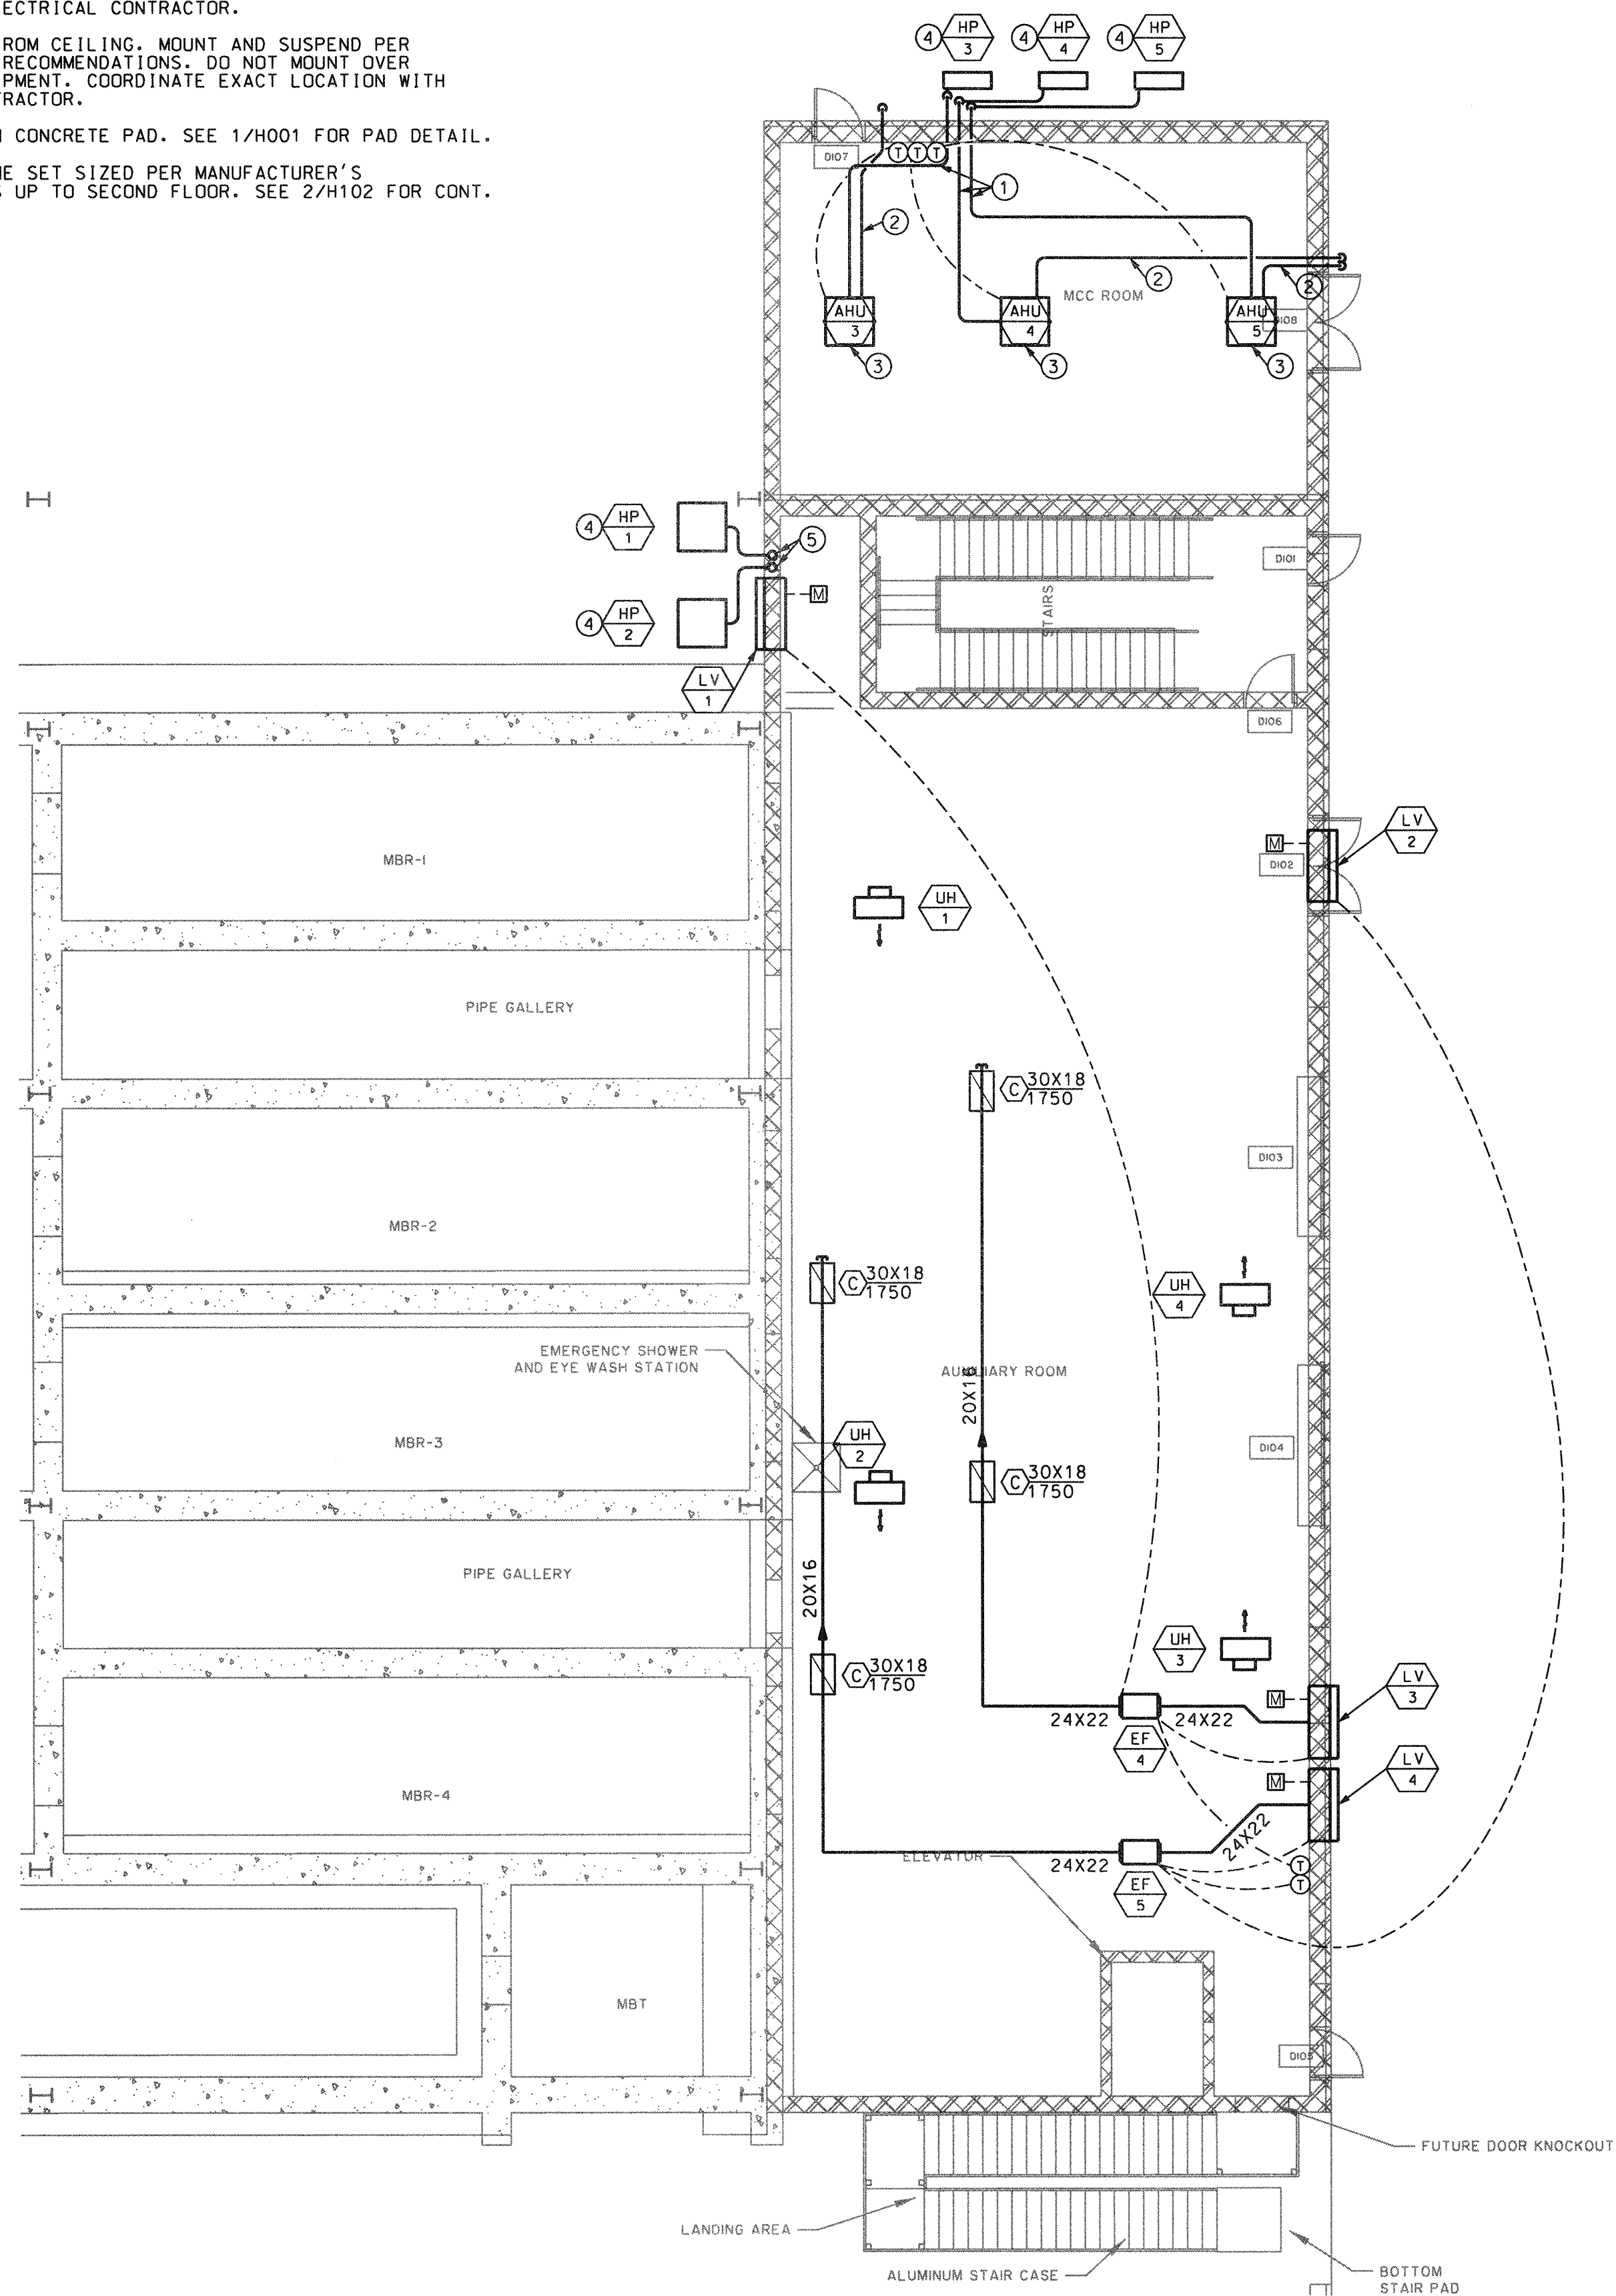 ECTRICAL CONTRACTOR.
ROM CEILING. MOUNT AND SUSPEND PER
RECOMMENDATIONS. DO NOT MOUNT OVER
PMENT. COORDINATE EXACT LOCATION WITH
TRACTOR.
CONCRETE PAD. SEE 1/H001 FOR PAD DETAIL.
E SET SIZED PER MANUFACTURER'S
UP TO SECOND FLOOR. SEE 2/H102 FOR CONT.
4 HP 3
4 HP 4
4 HP 5
D107
T T T
1
2
2
2
MCC ROOM
AHU 3
AHU 4
AHU 5
D108
3
3
3
4 HP 1
5
4 HP 2
M
LV 1
STAIRS
D101
D106
MBR-1
LV 2
M
D102
UH 1
PIPE GALLERY
C 30X18
1750
D103
MBR-2
C 30X18
1750
UH 4
EMERGENCY SHOWER
AND EYE WASH STATION
AUXILIARY ROOM
20X16
MBR-3
UH 2
D104
C 30X18
1750
PIPE GALLERY
20X16
UH 3
C 30X18
1750
M
LV 3
24X22
24X22
EF 4
M
LV 4
MBR-4
24X22
ELEVATOR
24X22
T
T
EF 5
MBT
D105
FUTURE DOOR KNOCKOUT
LANDING AREA
ALUMINUM STAIR CASE
BOTTOM
STAIR PAD